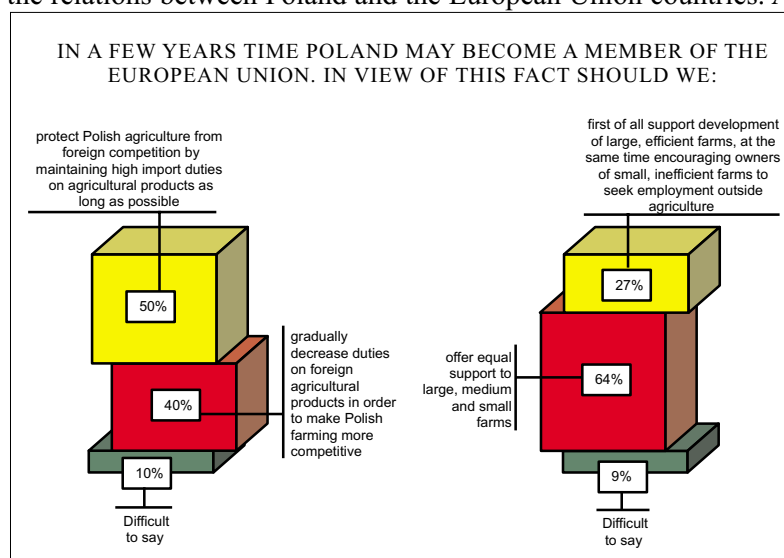 the relations between Poland and the European Union countries. A
IN A FEW YEARS TIME POLAND MAY BECOME A MEMBER OF THE
EUROPEAN UNION. IN VIEW OF THIS FACT SHOULD WE:
protect Polish agriculture from
foreign competition by
maintaining high import duties
on agricultural products as
long as possible
50%
gradually
decrease duties
on foreign
agricultural
products in order
to make Polish
farming more
competitive
40%
10%
Difficult
to say
first of all support development
of large, efficient farms, at the
same time encouraging owners
of small, inefficient farms to
seek employment outside
agriculture
27%
offer equal
support to
large, medium
and small
farms
64%
9%
Difficult
to say